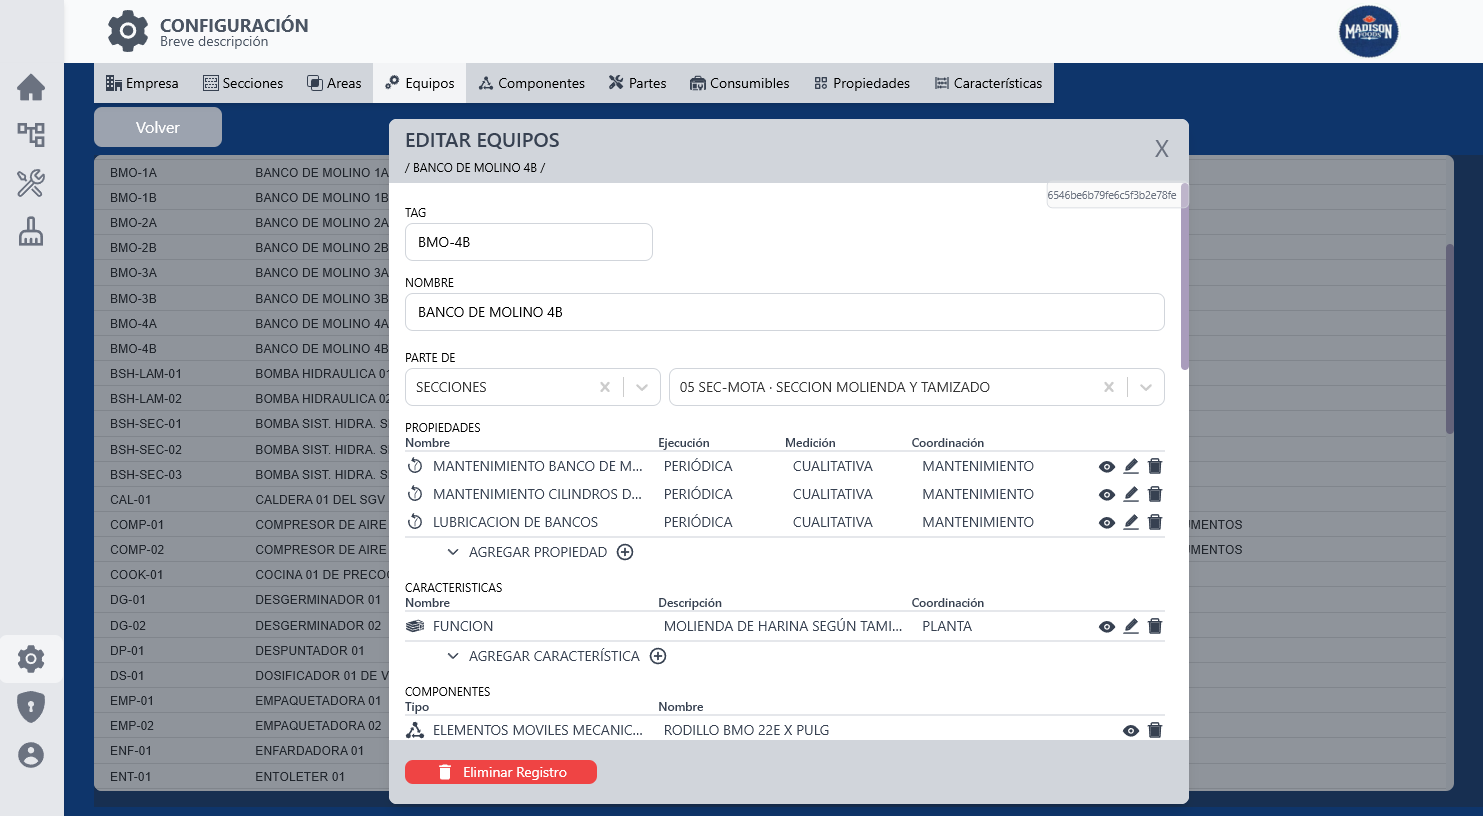 CONFIGURACIÓN
Breve descripción
MADISON
FOODS
Empresa Secciones Areas Equipos Componentes Partes Consumibles Propiedades Características
Volver
EDITAR EQUIPOS
X
/ BANCO DE MOLINO 4B /
6546be6b79fe6c5f3b2e78fe
TAG
BMO-4B
NOMBRE
BANCO DE MOLINO 4B
PARTE DE
SECCIONES
05 SEC-MOTA · SECCION MOLIENDA Y TAMIZADO
PROPIEDADES
Nombre Ejecución Medición Coordinación
MANTENIMIENTO BANCO DE M... PERIÓDICA CUALITATIVA MANTENIMIENTO
MANTENIMIENTO CILINDROS D... PERIÓDICA CUALITATIVA MANTENIMIENTO
LUBRICACION DE BANCOS PERIÓDICA CUALITATIVA MANTENIMIENTO
AGREGAR PROPIEDAD
CARACTERISTICAS
Nombre Descripción Coordinación
FUNCION MOLIENDA DE HARINA SEGÚN TAMI... PLANTA
AGREGAR CARACTERÍSTICA
COMPONENTES
Tipo Nombre
ELEMENTOS MOVILES MECANIC... RODILLO BMO 22E X PULG
Eliminar Registro
BMO-1A BANCO DE MOLINO 1A
BMO-1B BANCO DE MOLINO 1B
BMO-2A BANCO DE MOLINO 2A
BMO-2B BANCO DE MOLINO 2B
BMO-3A BANCO DE MOLINO 3A
BMO-3B BANCO DE MOLINO 3B
BMO-4A BANCO DE MOLINO 4A
BMO-4B BANCO DE MOLINO 4B
BSH-LAM-01 BOMBA HIDRAULICA 01
BSH-LAM-02 BOMBA HIDRAULICA 02
BSH-SEC-01 BOMBA SIST. HIDRA. S
BSH-SEC-02 BOMBA SIST. HIDRA. S
BSH-SEC-03 BOMBA SIST. HIDRA. S
CAL-01 CALDERA 01 DEL SGV
COMP-01 COMPRESOR DE AIRE UMENTOS
COMP-02 COMPRESOR DE AIRE UMENTOS
COOK-01 COCINA 01 DE PRECOC
DG-01 DESGERMINADOR 01
DG-02 DESGERMINADOR 02
DP-01 DESPUNTADOR 01
DS-01 DOSIFICADOR 01 DE V
EMP-01 EMPAQUETADORA 01
EMP-02 EMPAQUETADORA 02
ENF-01 ENFARDADORA 01
ENT-01 ENTOLETER 01